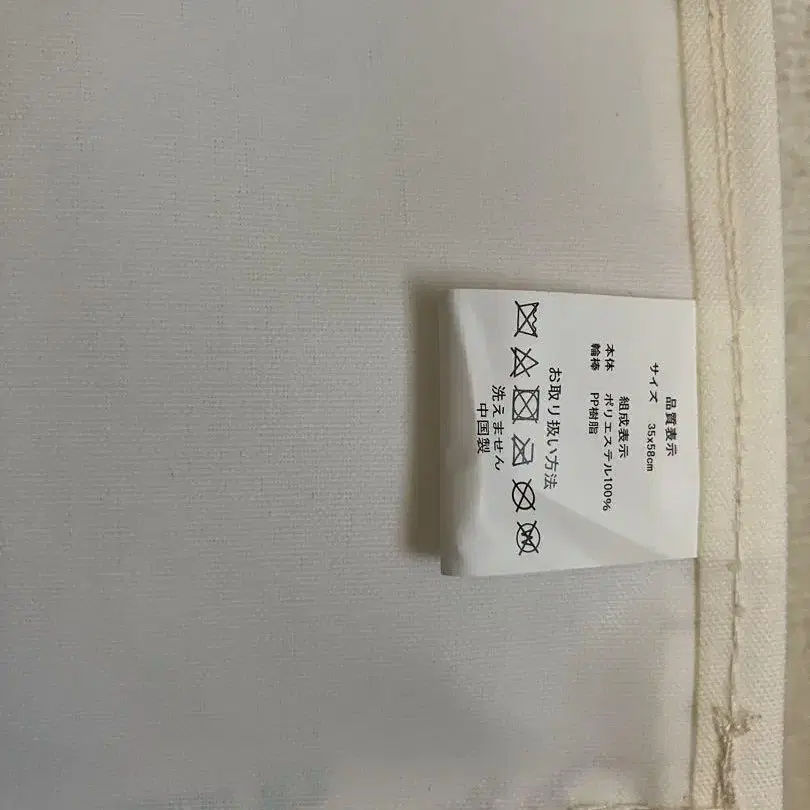 品質表示
サイズ 35x58cm
組成表示
本体 ポリエステル100%
輪棒 PP樹脂
お取り扱い方法
洗えません
中国製